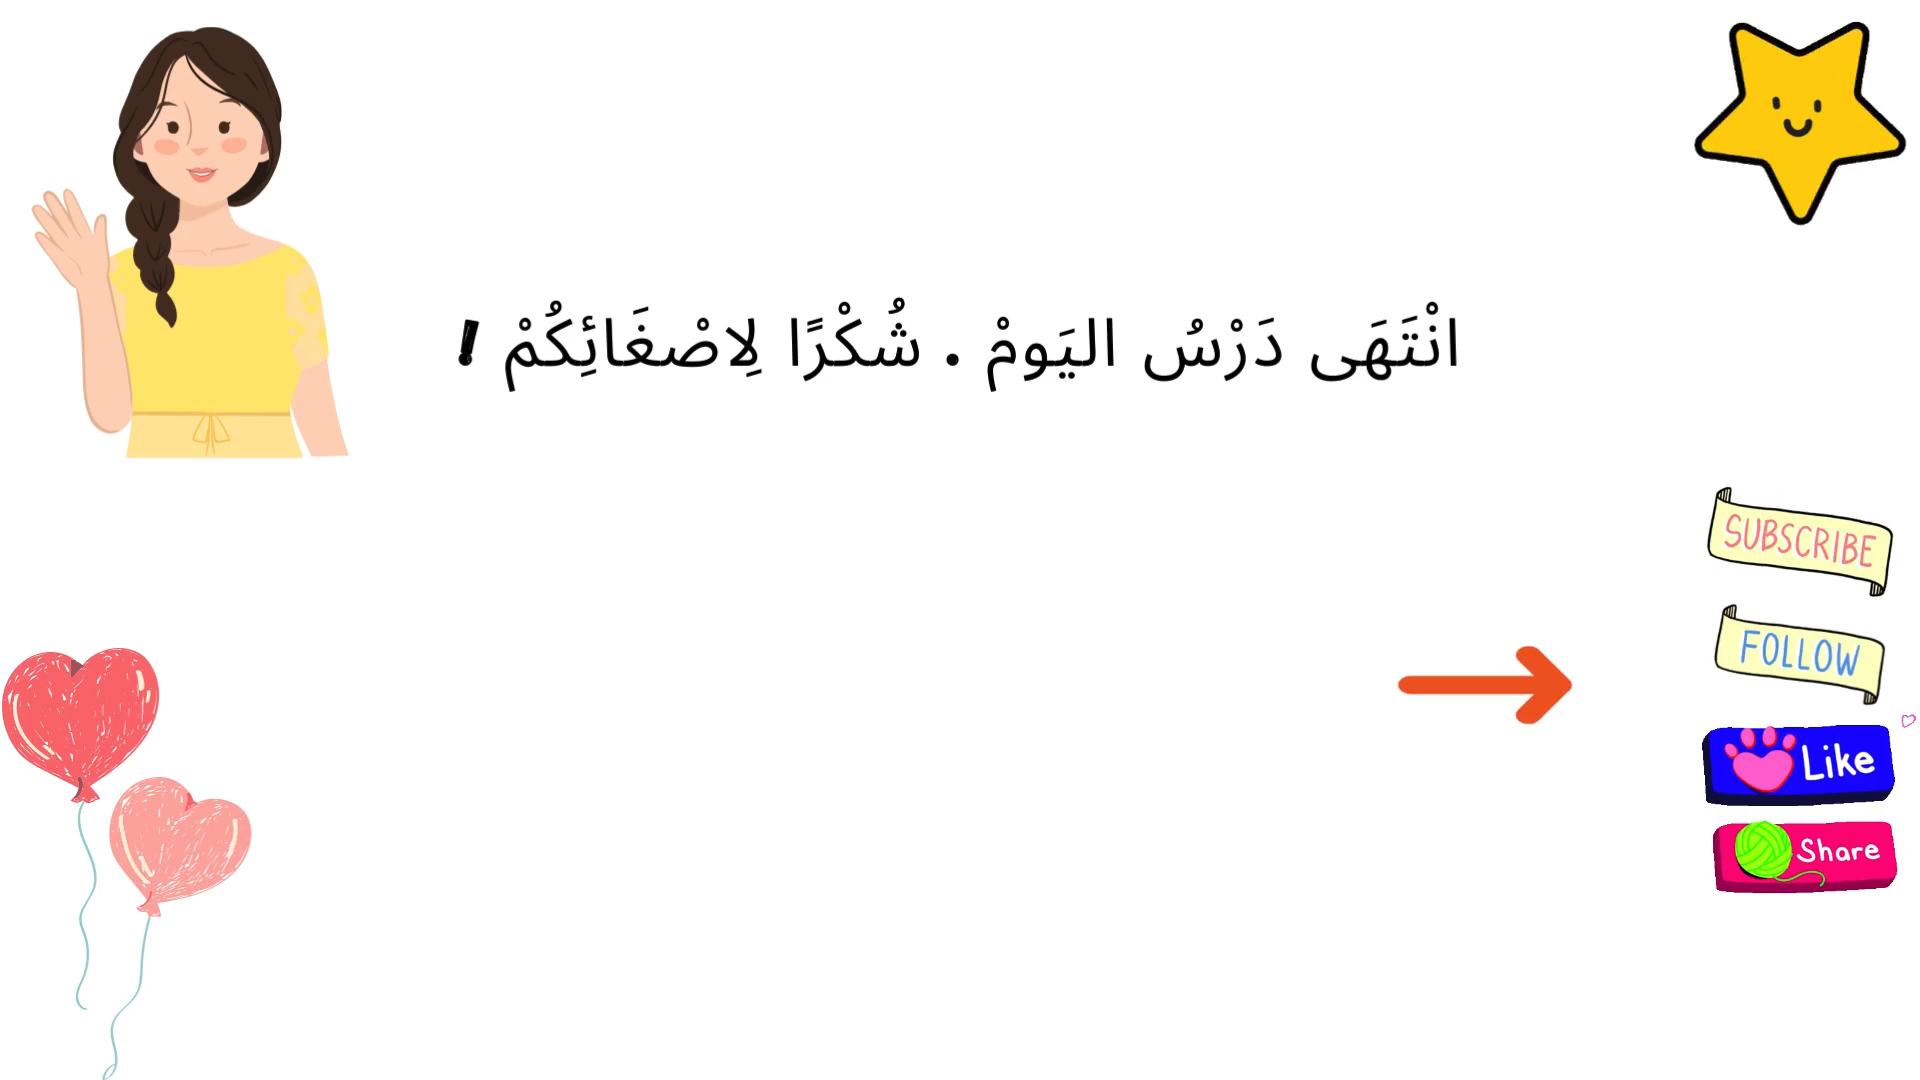 انْتَهَى دَرْسُ اليَومْ . شُكْرًا لِاصْغَائِكُمْ !
SUBSCRIBE
FOLLOW
Like
Share